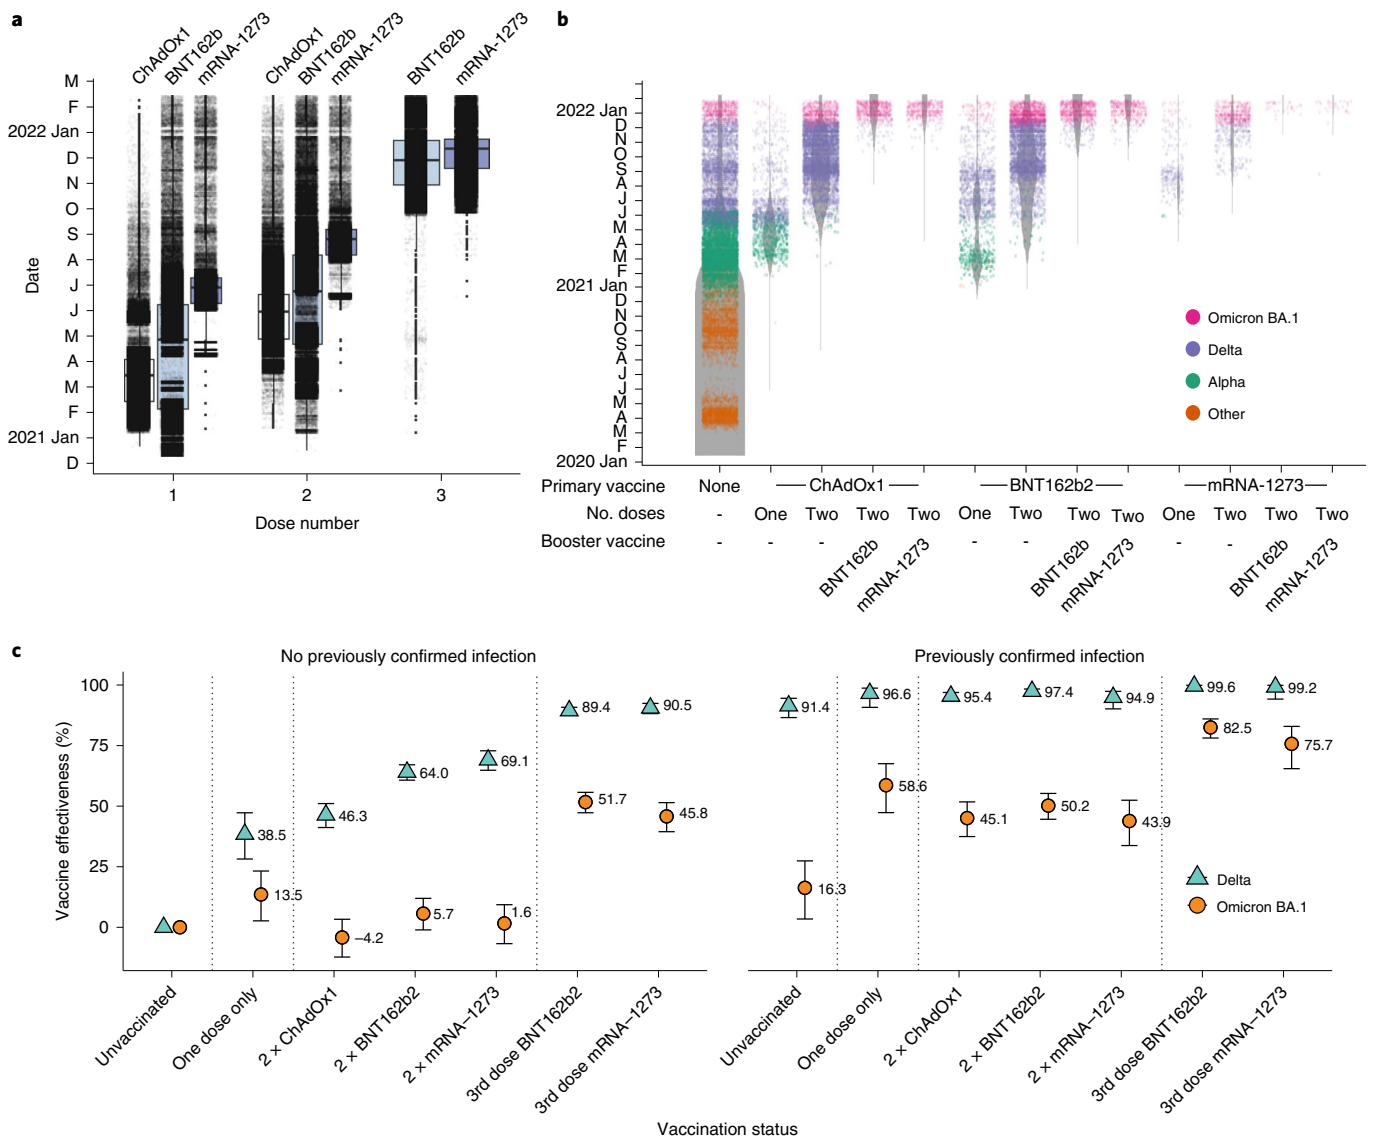 a
ChAdOx1 BNT162b mRNA-1273 ChAdOx1 BNT162b mRNA-1273 BNT162b mRNA-1273
M
F
2022 Jan
D
N
O
S
A
J
J
M
A
M
F
2021 Jan
D
Date
1 2 3
Dose number
b
2022 Jan
D
N
O
S
A
J
J
M
A
M
F
2021 Jan
D
N
O
S
A
J
J
M
A
M
F
2020 Jan
Omicron BA.1
Delta
Alpha
Other
Primary vaccine None ChAdOx1 BNT162b2 mRNA-1273
No. doses - One Two Two Two One Two Two Two One Two Two Two
Booster vaccine - - - BNT162b mRNA-1273 - - BNT162b mRNA-1273 - - BNT162b mRNA-1273
c
No previously confirmed infection
Previously confirmed infection
Vaccine effectiveness (%)
100
75
50
25
0
38.5
13.5
46.3
–4.2
64.0
5.7
69.1
1.6
89.4
51.7
90.5
45.8
91.4
16.3
96.6
58.6
95.4
45.1
97.4
50.2
94.9
43.9
99.6
82.5
99.2
75.7
Delta
Omicron BA.1
Unvaccinated
One dose only
2 × ChAdOx1
2 × BNT162b2
2 × mRNA–1273
3rd dose BNT162b2
3rd dose mRNA–1273
Unvaccinated
One dose only
2 × ChAdOx1
2 × BNT162b2
2 × mRNA–1273
3rd dose BNT162b2
3rd dose mRNA–1273
Vaccination status